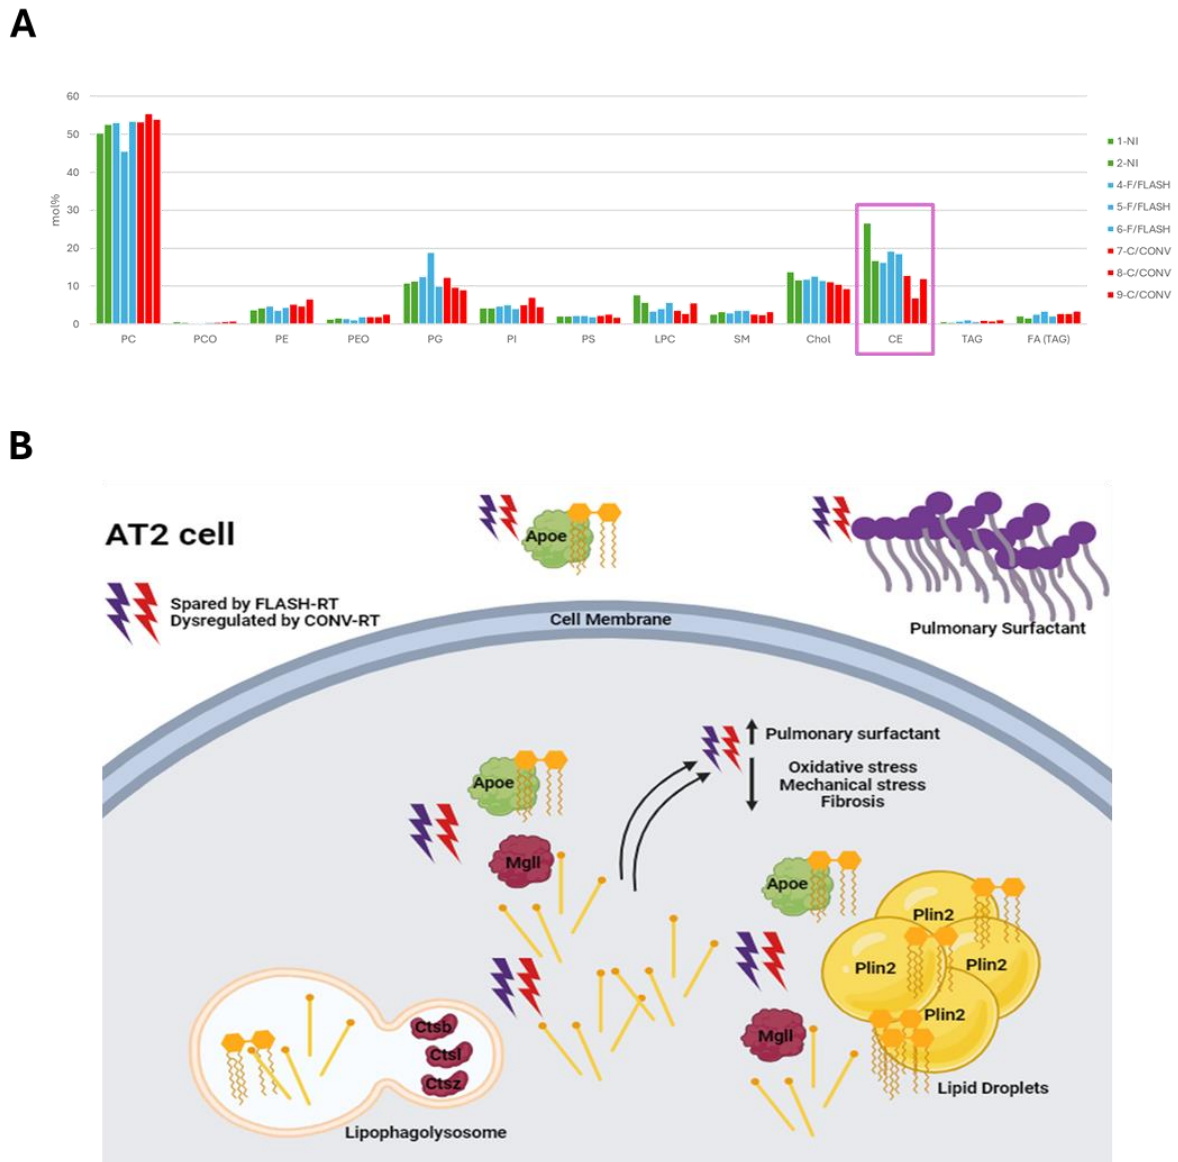 A
60
50
40
30
20
10
0
mol%
PC
PCO
PE
PEO
PG
PI
PS
LPC
SM
Chol
CE
TAG
FA (TAG)
1-NI
2-NI
4-F/FLASH
5-F/FLASH
6-F/FLASH
7-C/CONV
8-C/CONV
9-C/CONV
B
AT2 cell
Spared by FLASH-RT
Dysregulated by CONV-RT
Apoe
Pulmonary Surfactant
Cell Membrane
Pulmonary surfactant
Oxidative stress
Mechanical stress
Fibrosis
Apoe
Mgll
Apoe
Plin2
Plin2
Plin2
Plin2
Mgll
Lipid Droplets
Ctsb
Ctsl
Ctsz
Lipophagolysosome